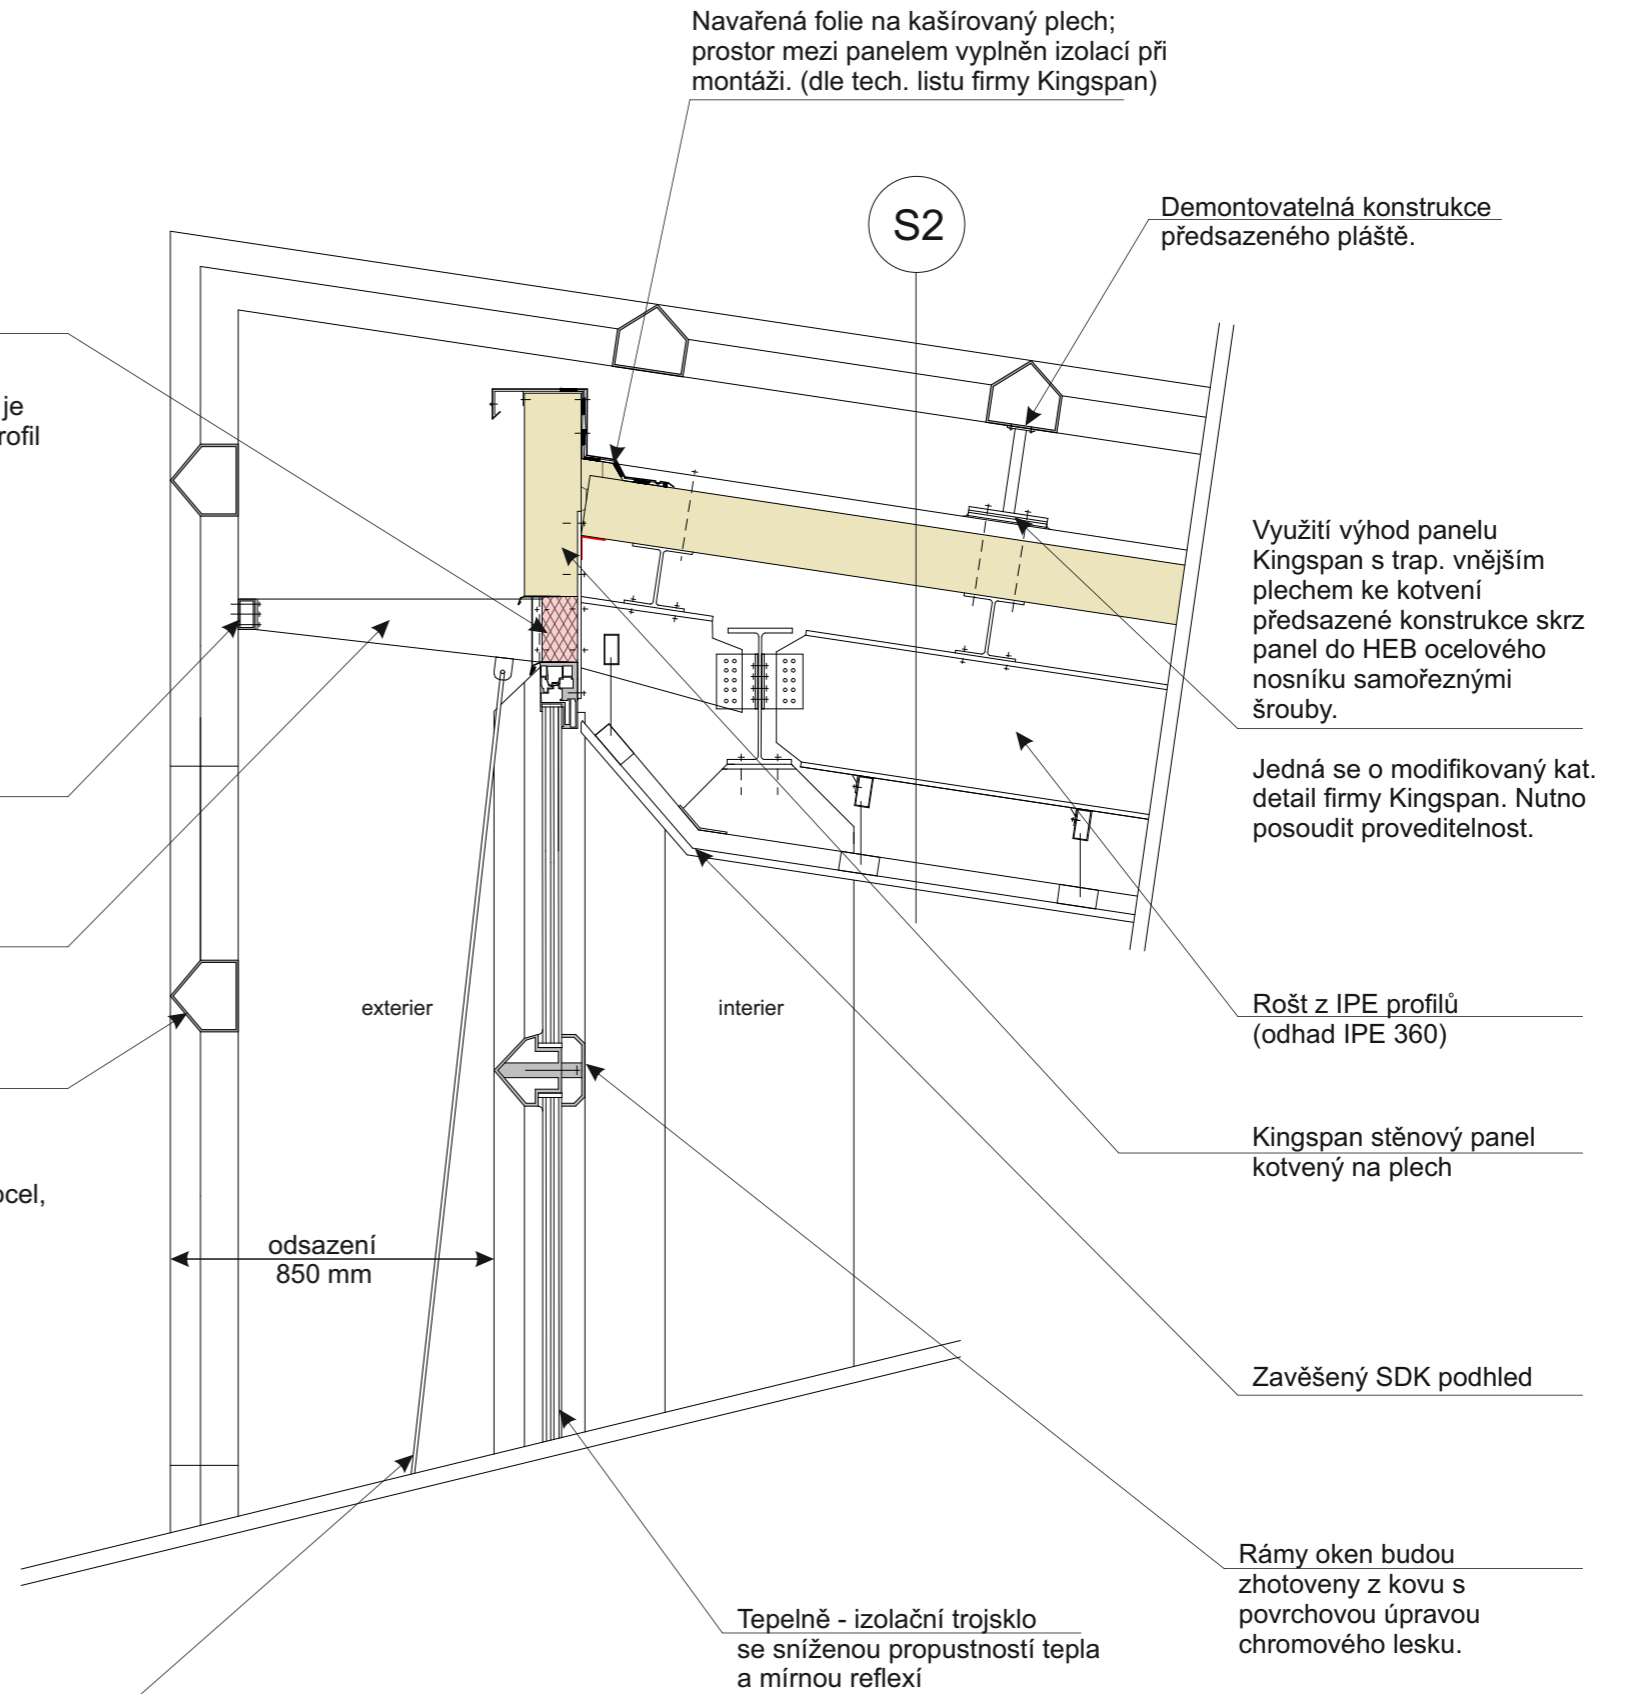 Navařená folie na kašírovaný plech;
prostor mezi panelem vyplněn izolací při
montáži. (dle tech. listu firmy Kingspan)
S2
Demontovatelná konstrukce
předsazeného pláště.
je
rofil
Využití výhod panelu
Kingspan s trap. vnějším
plechem ke kotvení
předsazené konstrukce skrz
panel do HEB ocelového
nosníku samořeznými
šrouby.
Jedná se o modifikovaný kat.
detail firmy Kingspan. Nutno
posoudit proveditelnost.
exterier
interier
Rošt z IPE profilů
(odhad IPE 360)
Kingspan stěnový panel
kotvený na plech
ocel,
odsazení
850 mm
Zavěšený SDK podhled
Rámy oken budou
zhotoveny z kovu s
povrchovou úpravou
chromového lesku.
Tepelně - izolační trojsklo
se sníženou propustností tepla
a mírnou reflexí